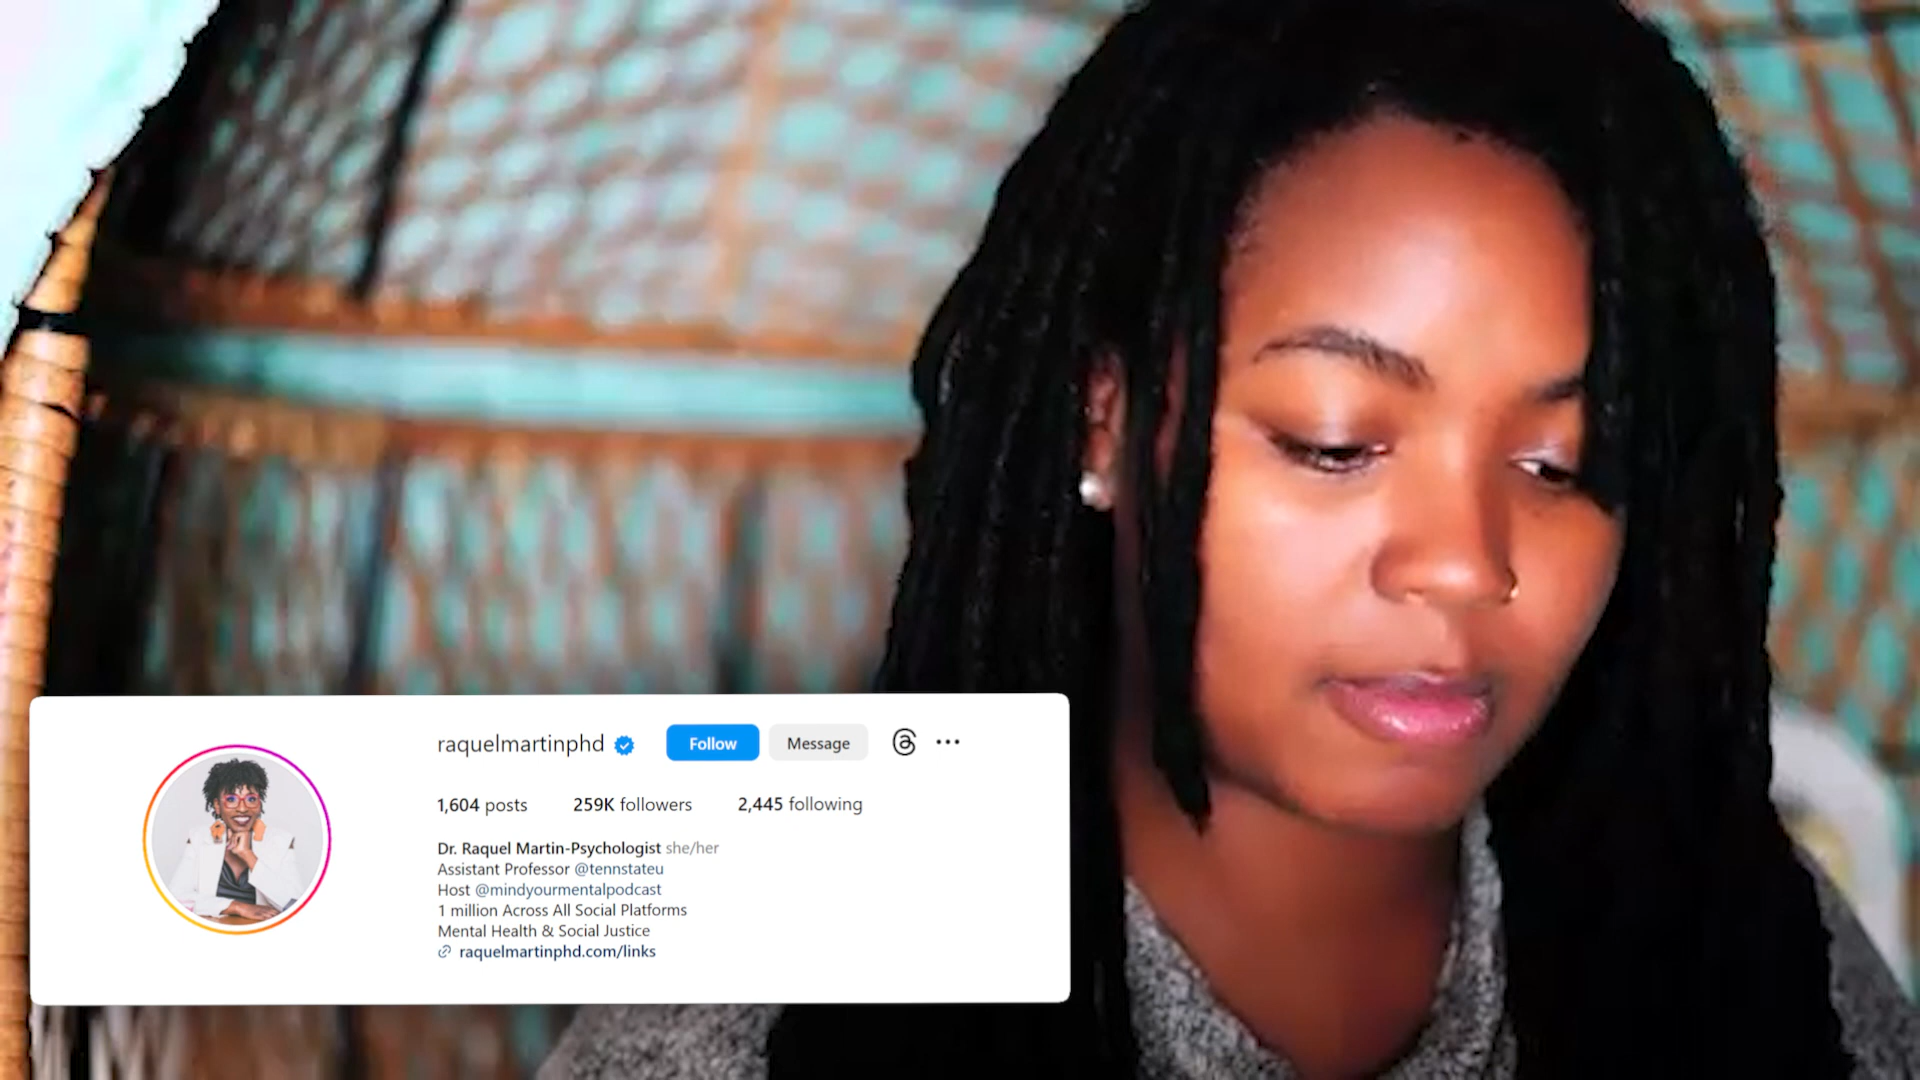 raquelmartinphd Follow Message
1,604 posts 259K followers 2,445 following
Dr. Raquel Martin-Psychologist she/her
Assistant Professor @tennstateu
Host @mindyourmentalpodcast
1 million Across All Social Platforms
Mental Health & Social Justice
raquelmartinphd.com/links